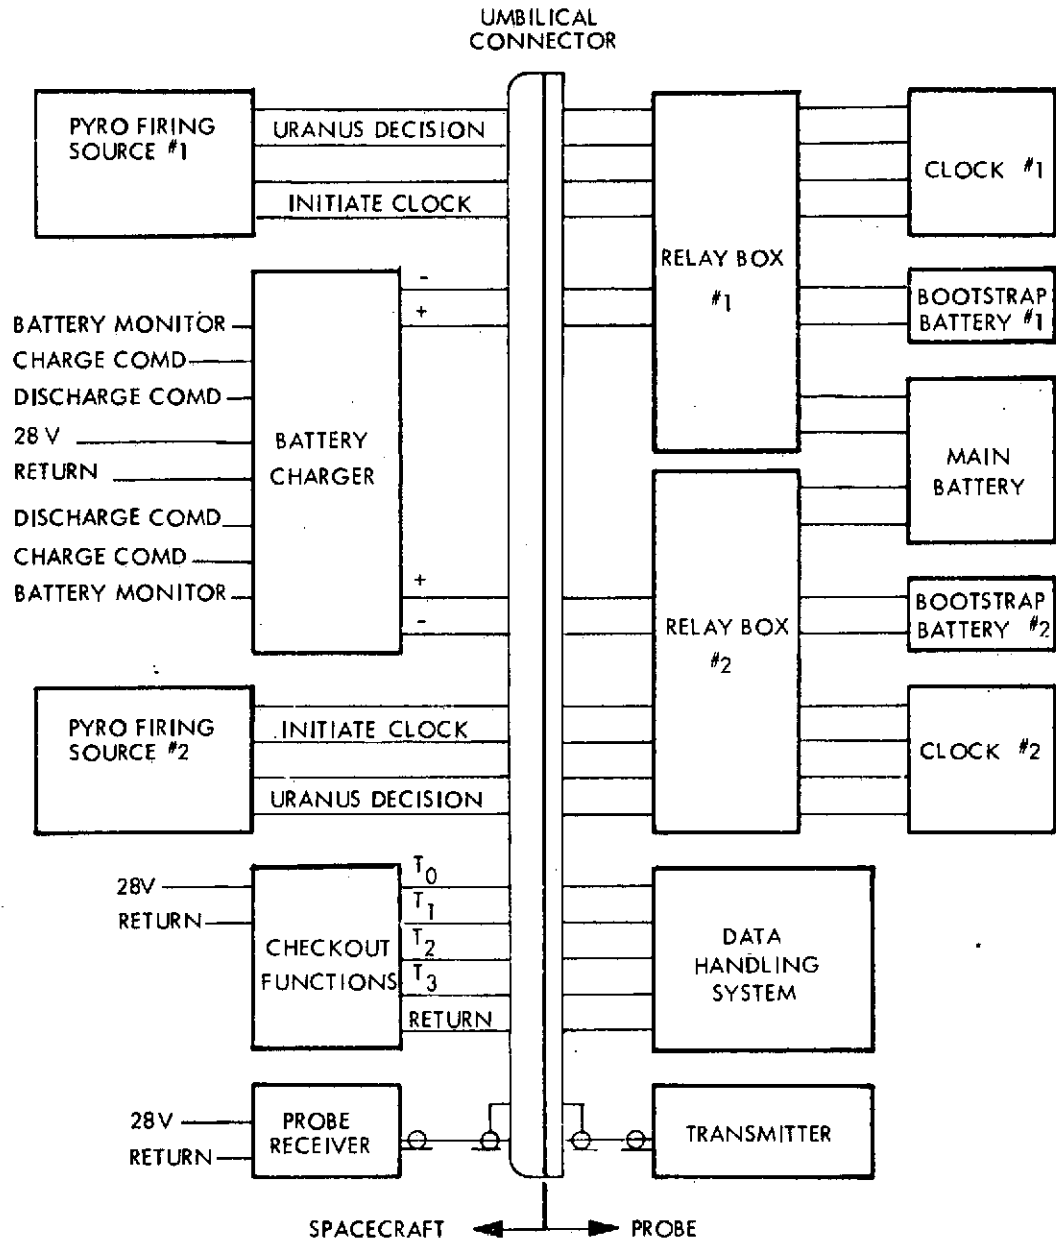 UMBILICAL
CONNECTOR
PYRO FIRING
SOURCE #1
URANUS DECISION
INITIATE CLOCK
RELAY BOX
#1
CLOCK #1
BOOTSTRAP
BATTERY #1
-
+
BATTERY MONITOR
CHARGE COMD
DISCHARGE COMD
28 V
RETURN
DISCHARGE COMD
CHARGE COMD
BATTERY MONITOR
BATTERY
CHARGER
+
-
MAIN
BATTERY
RELAY BOX
#2
BOOTSTRAP
BATTERY #2
PYRO FIRING
SOURCE #2
INITIATE CLOCK
URANUS DECISION
CLOCK #2
28V
RETURN
CHECKOUT
FUNCTIONS
T0
T1
T2
T3
RETURN
DATA
HANDLING
SYSTEM
28V
RETURN
PROBE
RECEIVER
TRANSMITTER
SPACECRAFT
PROBE